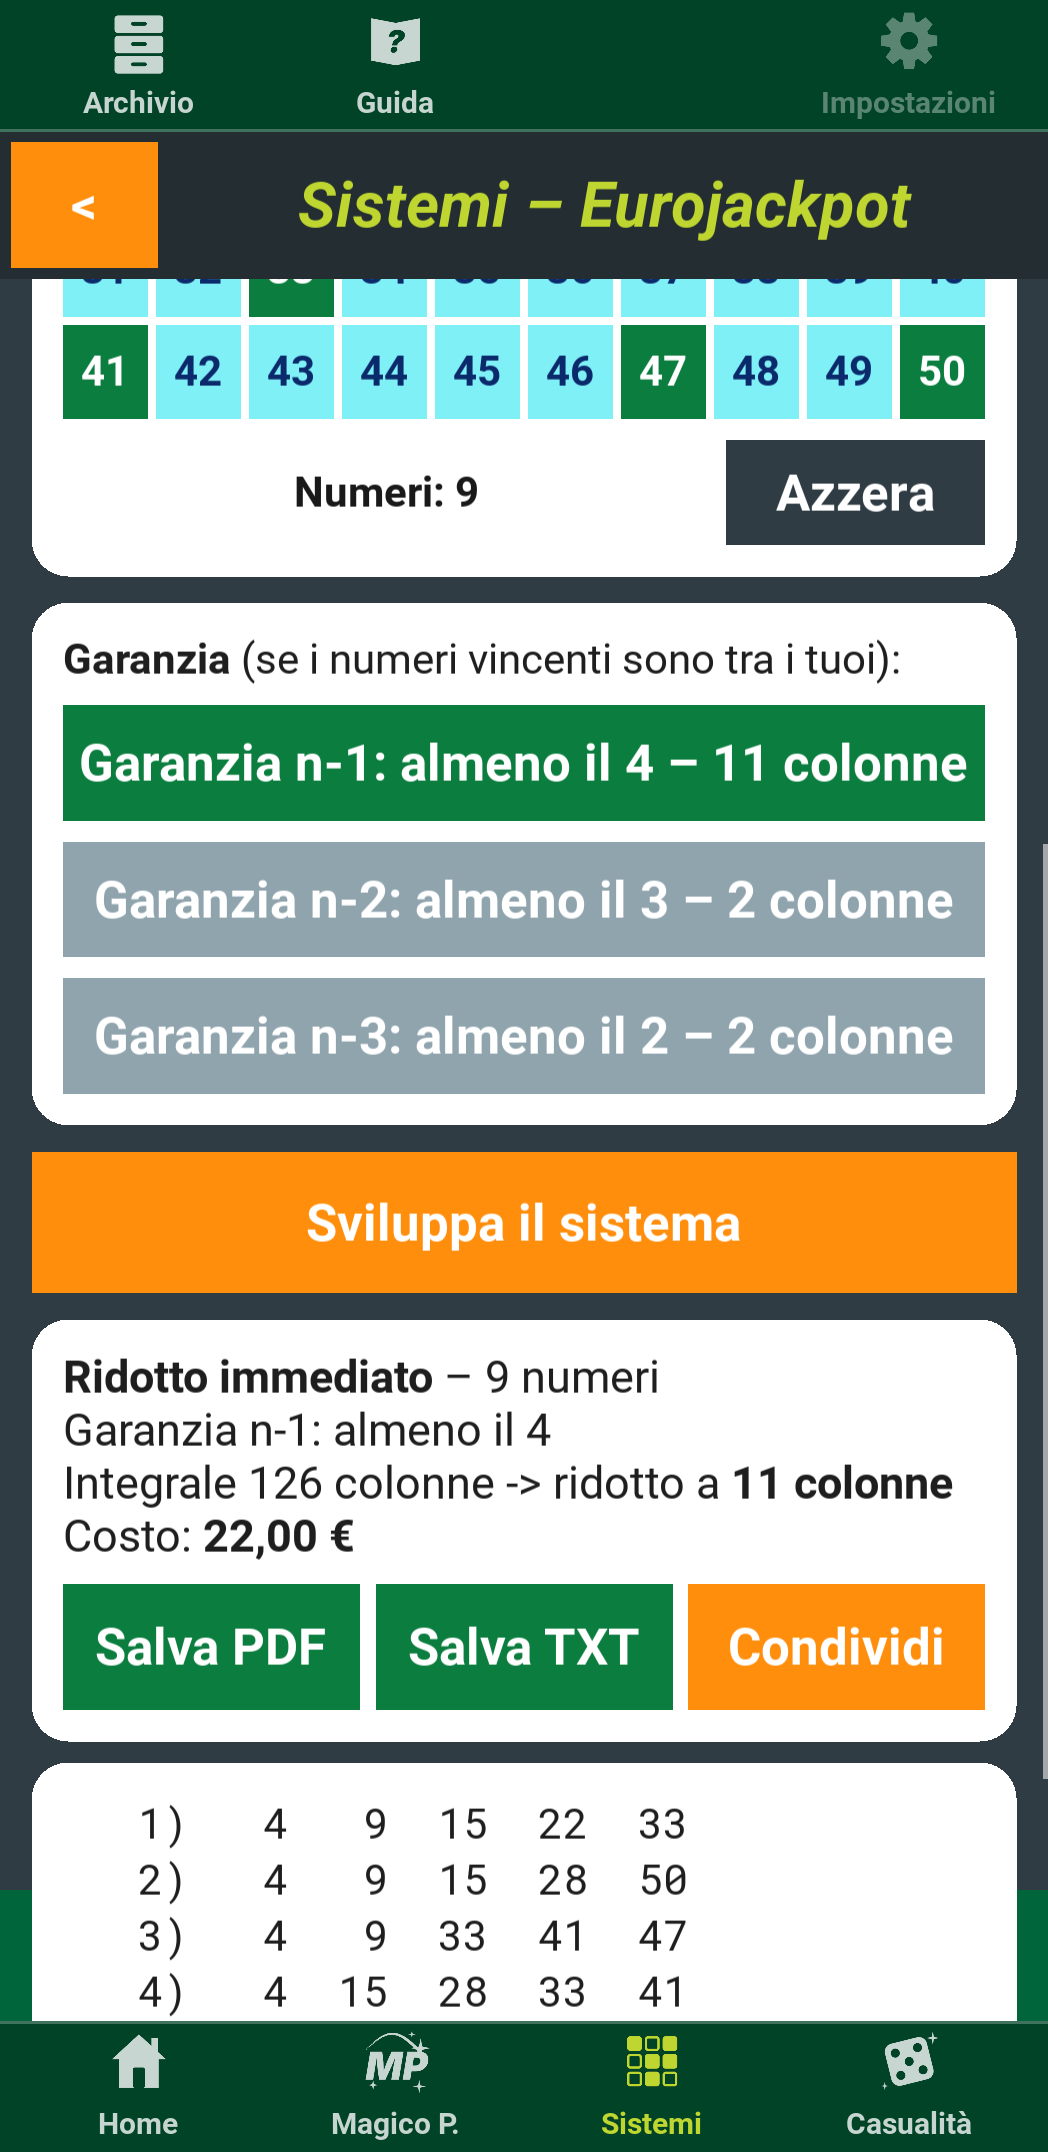 Archivio Guida Impostazioni
< Sistemi – Eurojackpot
41 42 43 44 45 46 47 48 49 50
Numeri: 9 Azzera
Garanzia (se i numeri vincenti sono tra i tuoi):
Garanzia n-1: almeno il 4 – 11 colonne
Garanzia n-2: almeno il 3 – 2 colonne
Garanzia n-3: almeno il 2 – 2 colonne
Sviluppa il sistema
Ridotto immediato – 9 numeri
Garanzia n-1: almeno il 4
Integrale 126 colonne -> ridotto a 11 colonne
Costo: 22,00 €
Salva PDF Salva TXT Condividi
1) 4 9 15 22 33
2) 4 9 15 28 50
3) 4 9 33 41 47
4) 4 15 28 33 41
MP
Home Magico P. Sistemi Casualità